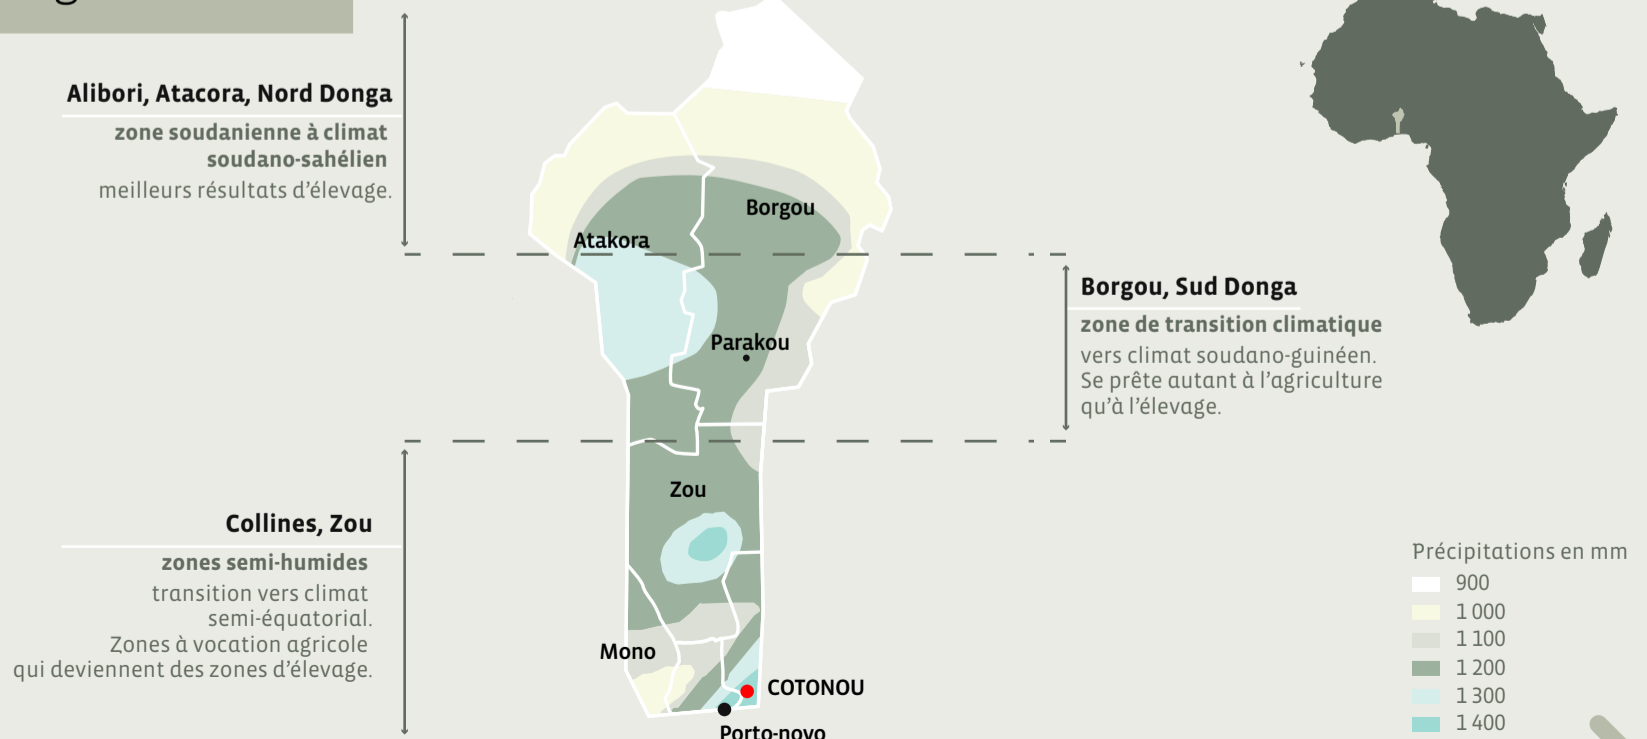 Alibori, Atacora, Nord Donga
zone soudanienne à climat
soudano-sahélien
meilleurs résultats d'élevage.
Borgou
Atakora
Parakou
Borgou, Sud Donga
zone de transition climatique
vers climat soudano-guinéen.
Se prête autant à l'agriculture
qu'à l'élevage.
Collines, Zou
zones semi-humides
transition vers climat
semi-équatorial.
Zones à vocation agricole
qui deviennent des zones d'élevage.
Zou
Mono
COTONOU
Porto-novo
Précipitations en mm
900
1 000
1 100
1 200
1 300
1 400